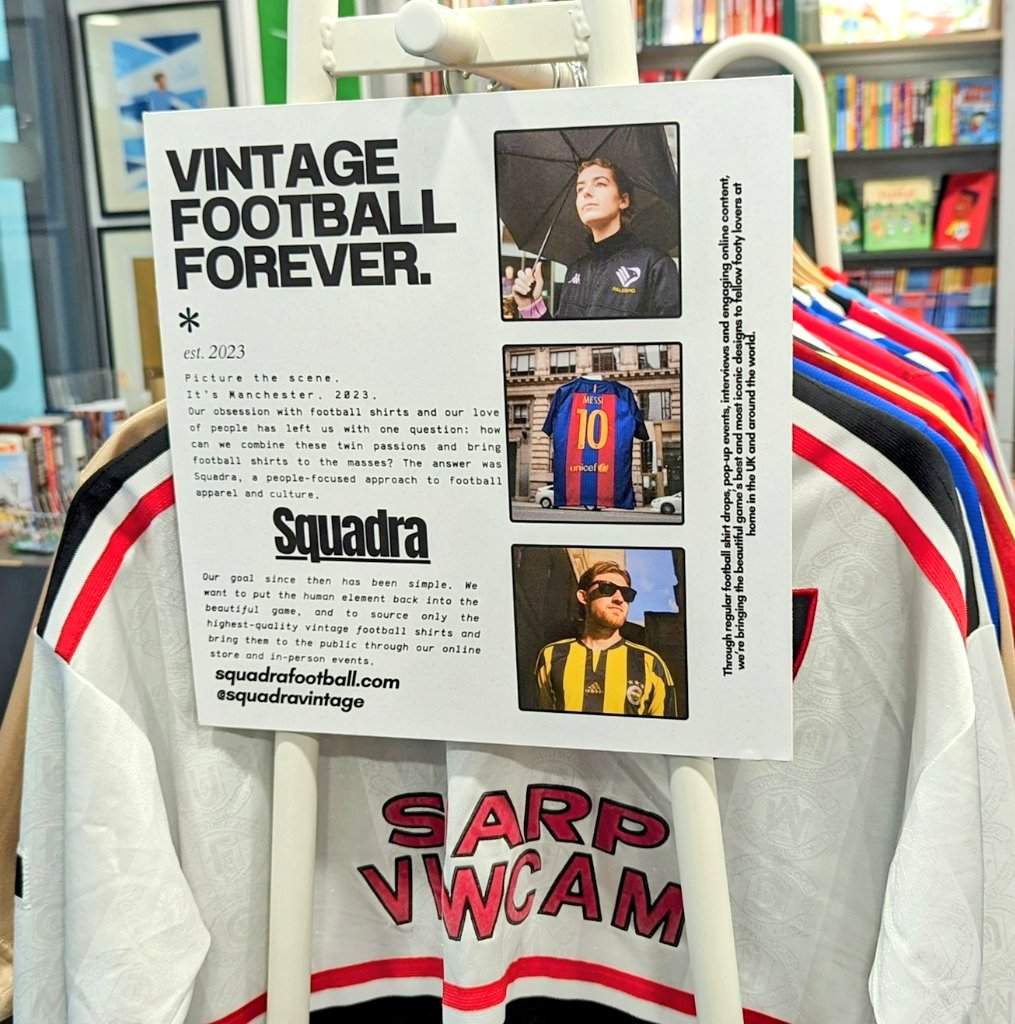 VINTAGE
FOOTBALL
FOREVER.
*
est. 2023
Picture the scene.
It's Manchester, 2023.
Our obsession with football shirts and our love
of people has left us with one question: how
can we combine these twin passions and bring
football shirts to the masses? The answer was
Squadra, a people-focused approach to football
apparel and culture.
Squadra
Our goal since then has been simple. We
want to put the human element back into the
beautiful game, and to source only the
highest-quality vintage football shirts and
bring them to the public through our online
store and in-person events.
squadrafootball.com
@squadravintage
PALERMO
MESSI
10
unicef
Through regular football shirt drops, pop-up events, interviews and engaging online content,
we're bringing the beautiful game's best and most iconic designs to fellow footy lovers at
home in the UK and around the world.
SARP
VIWCAM